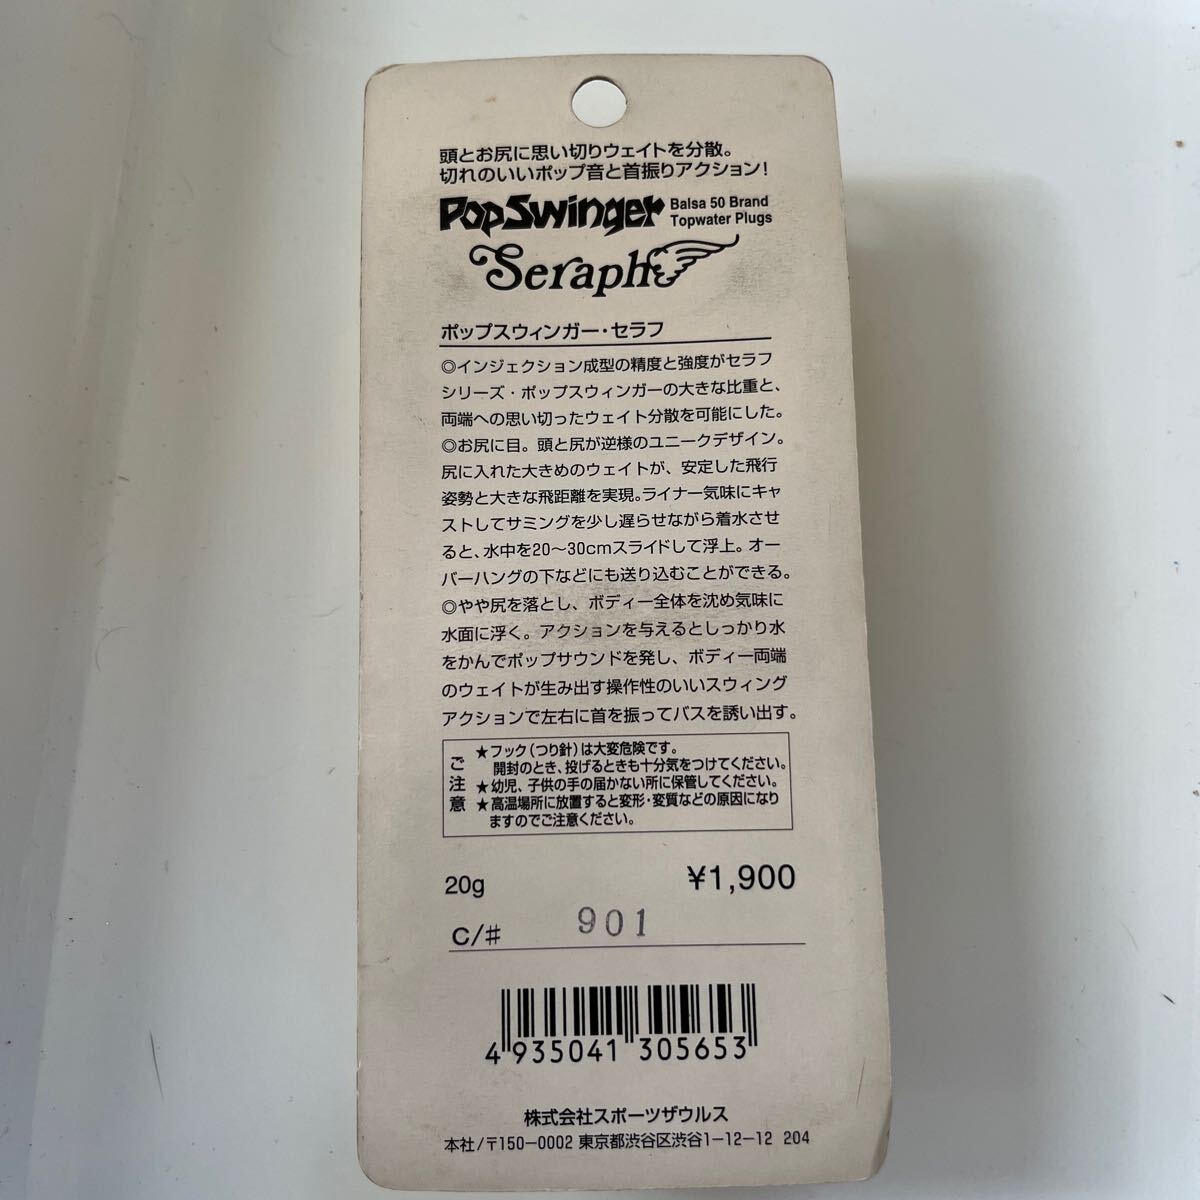 頭とお尻に思い切りウェイトを分散。
切れのいいポップ音と首振りアクション!
PopSwinger Balsa 50 Brand
Topwater Plugs
Seraph
ポップスウィンガー・セラフ
◎インジェクション成型の精度と強度がセラフ
シリーズ・ポップスウィンガーの大きな比重と、
両端への思い切ったウェイト分散を可能にした。
◎お尻に目。頭と尻が逆様のユニークデザイン。
尻に入れた大きめのウェイトが、安定した飛行
姿勢と大きな飛距離を実現。ライナー気味にキャ
ストしてサミングを少し遅らせながら着水させ
ると、水中を20〜30cmスライドして浮上。オー
バーハングの下などにも送り込むことができる。
◎やや尻を落とし、ボディー全体を沈め気味に
水面に浮く。アクションを与えるとしっかり水
をかんでポップサウンドを発し、ボディー両端
のウェイトが生み出す操作性のいいスウィング
アクションで左右に首を振ってバスを誘い出す。
ご注意
★フック(つり針)は大変危険です。
開封のとき、投げるときも十分気をつけてください。
★幼児、子供の手の届かない所に保管してください。
★高温場所に放置すると変形・変質などの原因になり
ますのでご注意ください。
20g ¥1,900
C/# 901
4 935041 305653
株式会社スポーツザウルス
本社/〒150-0002 東京都渋谷区渋谷1-12-12 204